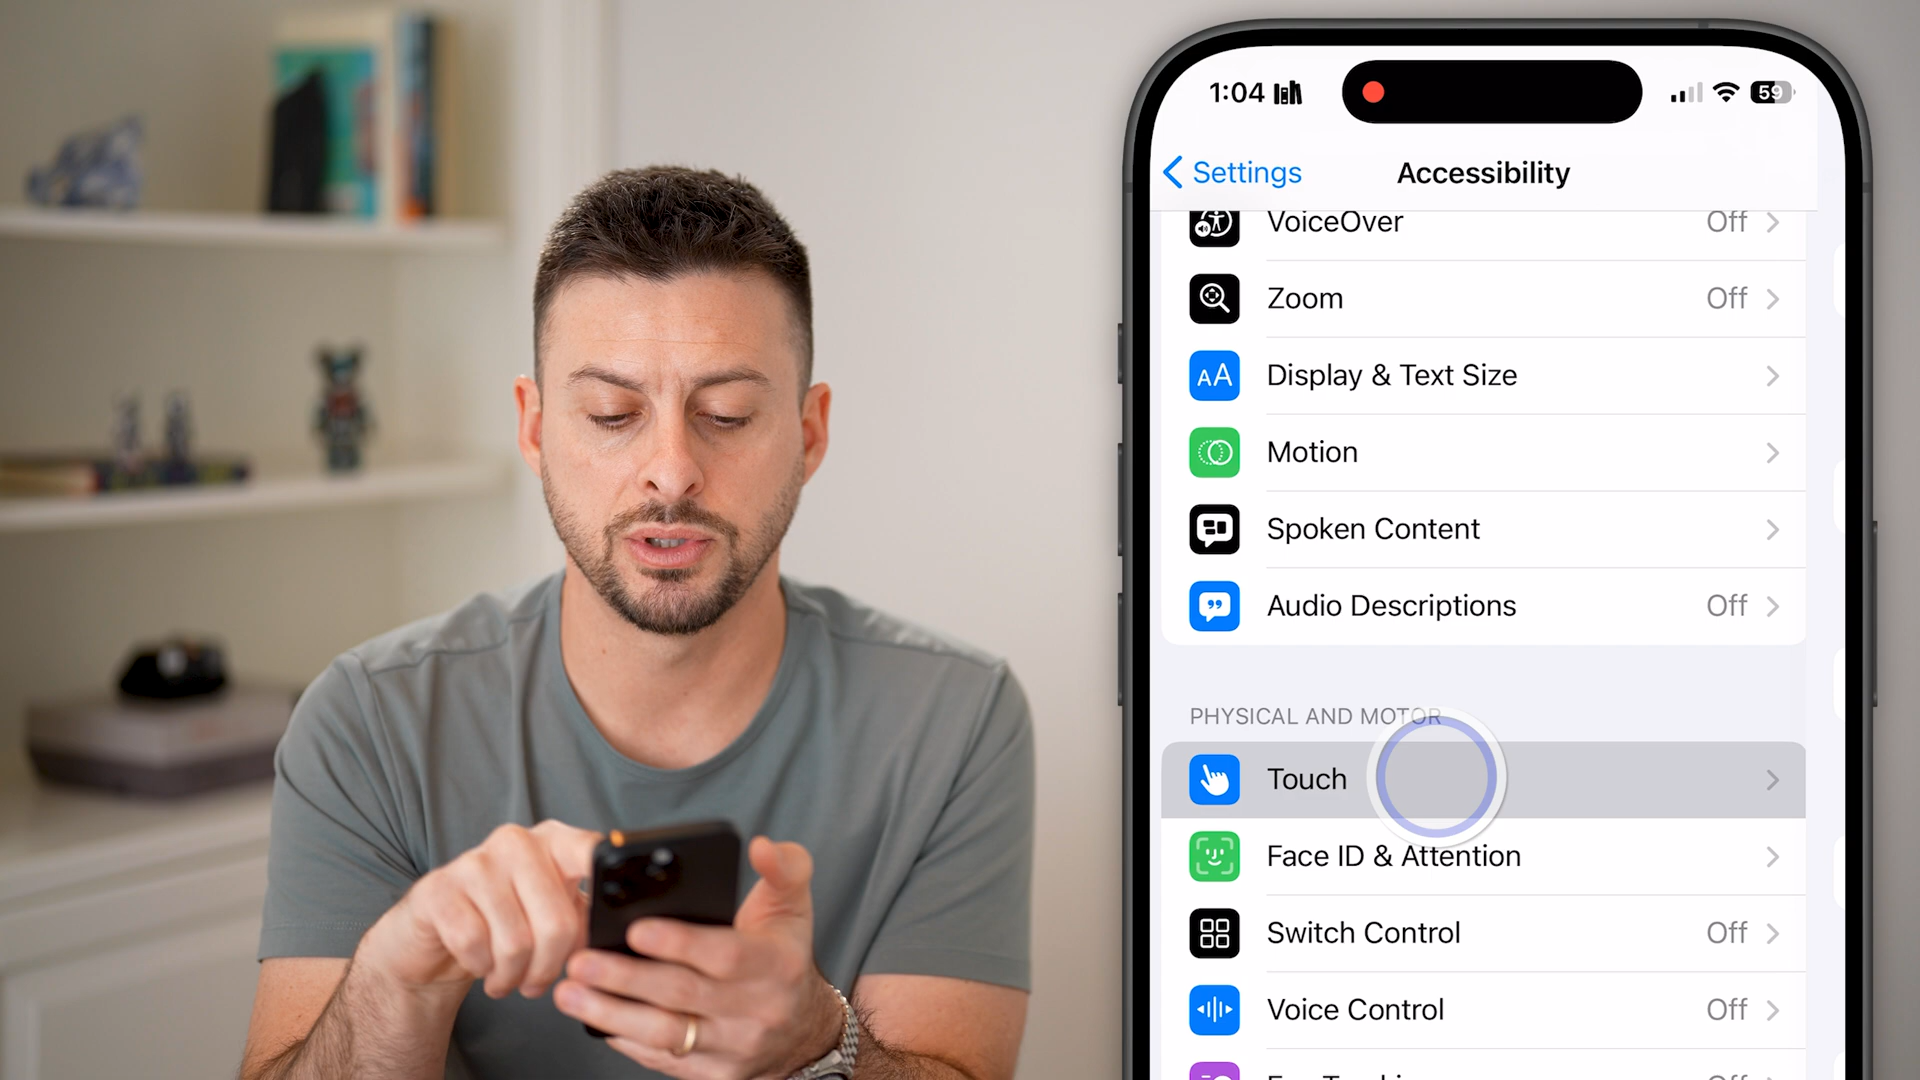 1:04
59
Settings
Accessibility
VoiceOver
Off
Zoom
Off
AA
Display & Text Size
Motion
Spoken Content
Audio Descriptions
Off
PHYSICAL AND MOTOR
Touch
Face ID & Attention
Switch Control
Off
Voice Control
Off